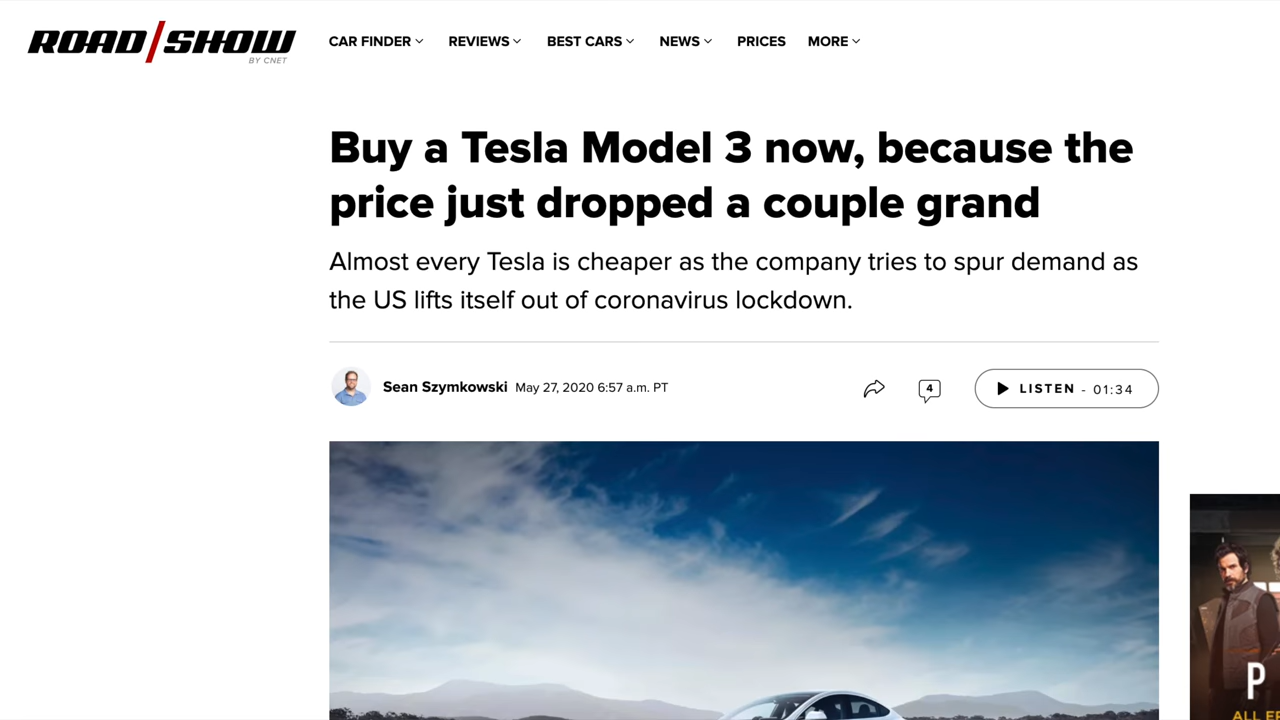 ROAD/SHOW
BY CNET
CAR FINDER
REVIEWS
BEST CARS
NEWS
PRICES
MORE
Buy a Tesla Model 3 now, because the
price just dropped a couple grand
Almost every Tesla is cheaper as the company tries to spur demand as
the US lifts itself out of coronavirus lockdown.
Sean Szymkowski May 27, 2020 6:57 a.m. PT
4
LISTEN - 01:34
P
ALL